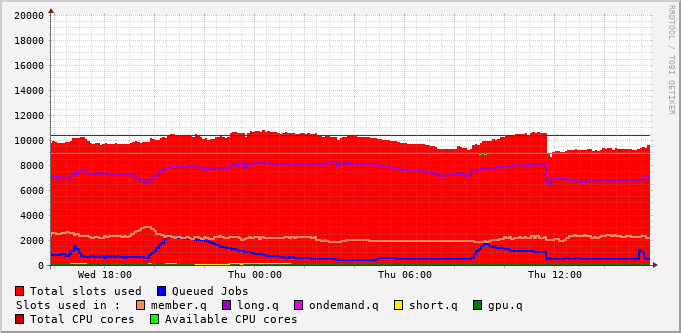 RRDTOOL / TOBI OETIKER
20000
18000
16000
14000
12000
10000
8000
6000
4000
2000
0
Wed 18:00 Thu 00:00 Thu 06:00 Thu 12:00
Total slots used Queued Jobs
Slots used in : member.q long.q ondemand.q short.q gpu.q
Total CPU cores Available CPU cores